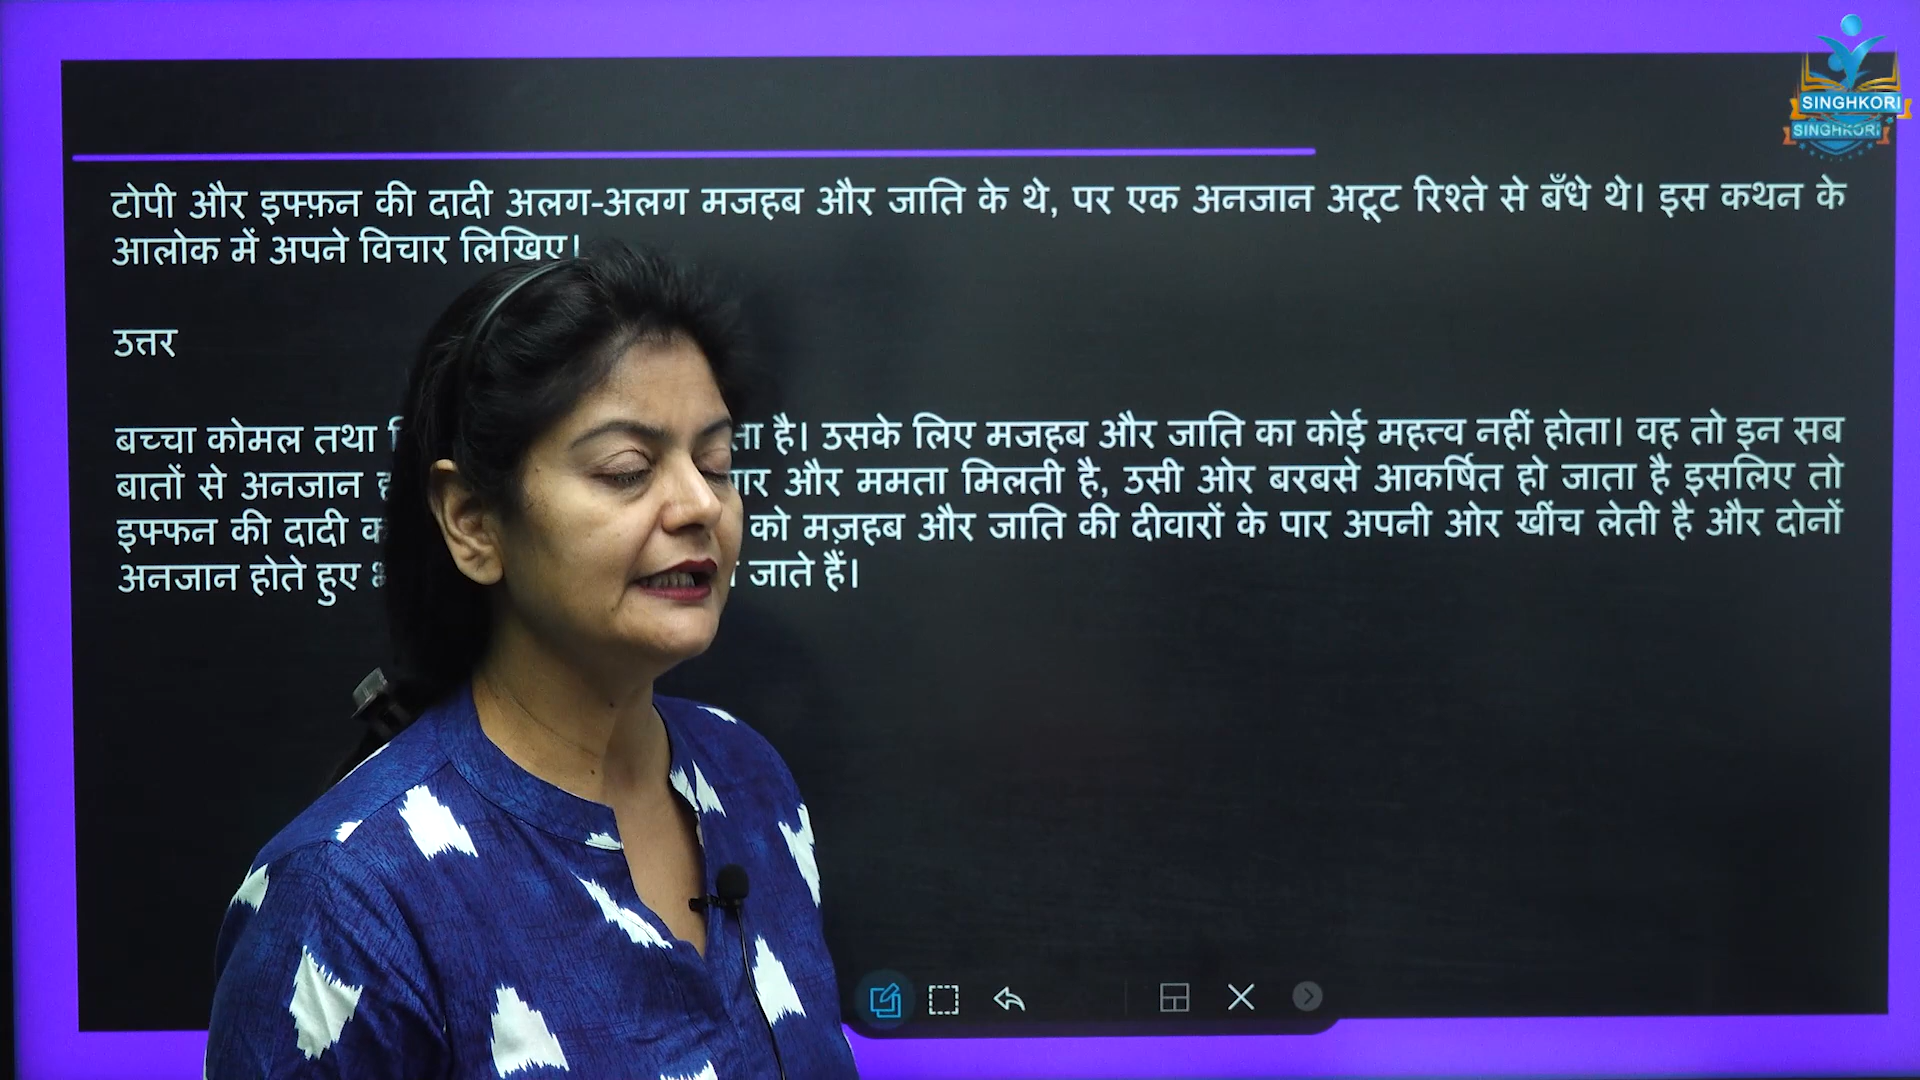 SINGHKORI
SINGHKORI
टोपी और इफ्फ़न की दादी अलग-अलग मजहब और जाति के थे, पर एक अनजान अटूट रिश्ते से बँधे थे। इस कथन के
आलोक में अपने विचार लिखिए।
उत्तर
बच्चा कोमल तथा है। उसके लिए मजहब और जाति का कोई महत्त्व नहीं होता। वह तो इन सब
बातों से अनजान और ममता मिलती है, उसी ओर बरबसे आकर्षित हो जाता है इसलिए तो
इफ्फन की दादी को मज़हब और जाति की दीवारों के पार अपनी ओर खींच लेती है और दोनों
अनजान होते हुए जाते हैं।